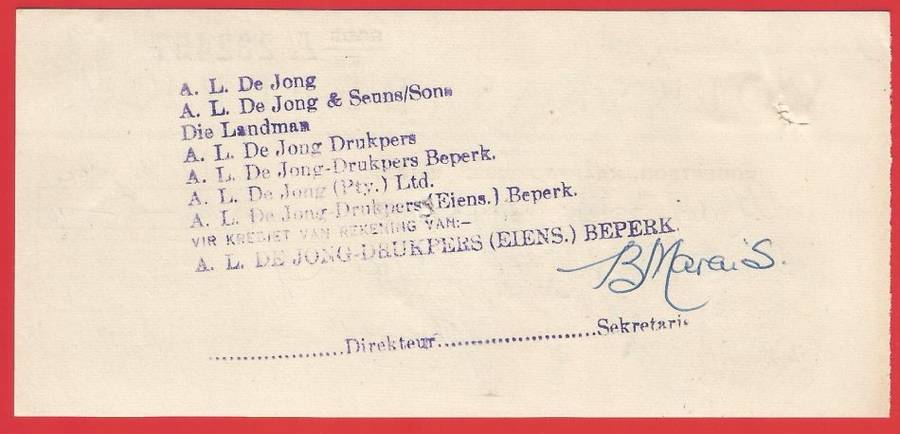 A. L. De Jong
A. L. De Jong & Seuns/Sons
Die Landman
A. L. De Jong Drukpers
A. L. De Jong-Drukpers Beperk.
A. L. De Jong (Pty.) Ltd.
A. L. De Jong-Drukpers (Eiens.) Beperk.
VIR KREDIET VAN REKENING VAN:-
A. L. DE JONG-DRUKPERS (EIENS.) BEPERK.
B Marais.
....................Direkteur........................Sekretaris